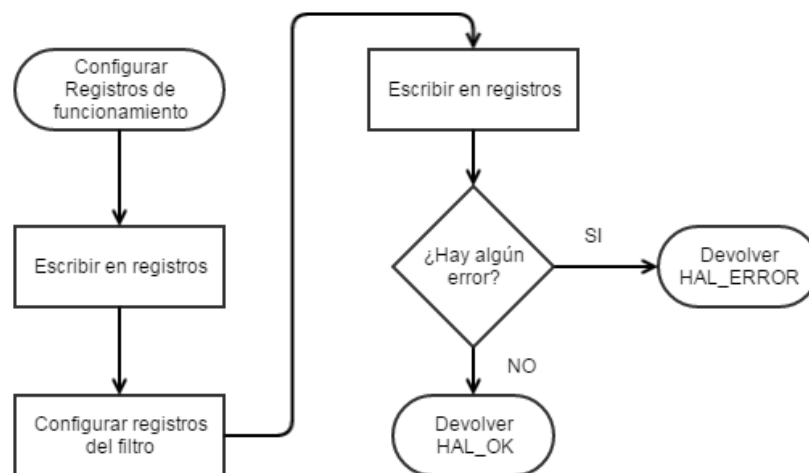 Configurar
Registros de
funcionamiento
Escribir en registros
Configurar registros
del filtro
Escribir en registros
¿Hay algún
error?
SI
Devolver
HAL_ERROR
NO
Devolver
HAL_OK